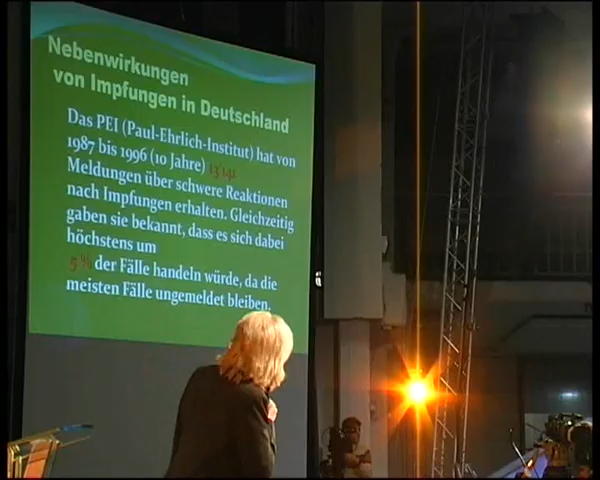 Nebenwirkungen
von Impfungen in Deutschland
Das PEI (Paul-Ehrlich-Institut) hat von
1987 bis 1996 (10 Jahre) 13'141
Meldungen über schwere Reaktionen
nach Impfungen erhalten. Gleichzeitig
gaben sie bekannt, dass es sich dabei
höchstens um
5 % der Fälle handeln würde, da die
meisten Fälle ungemeldet bleiben.